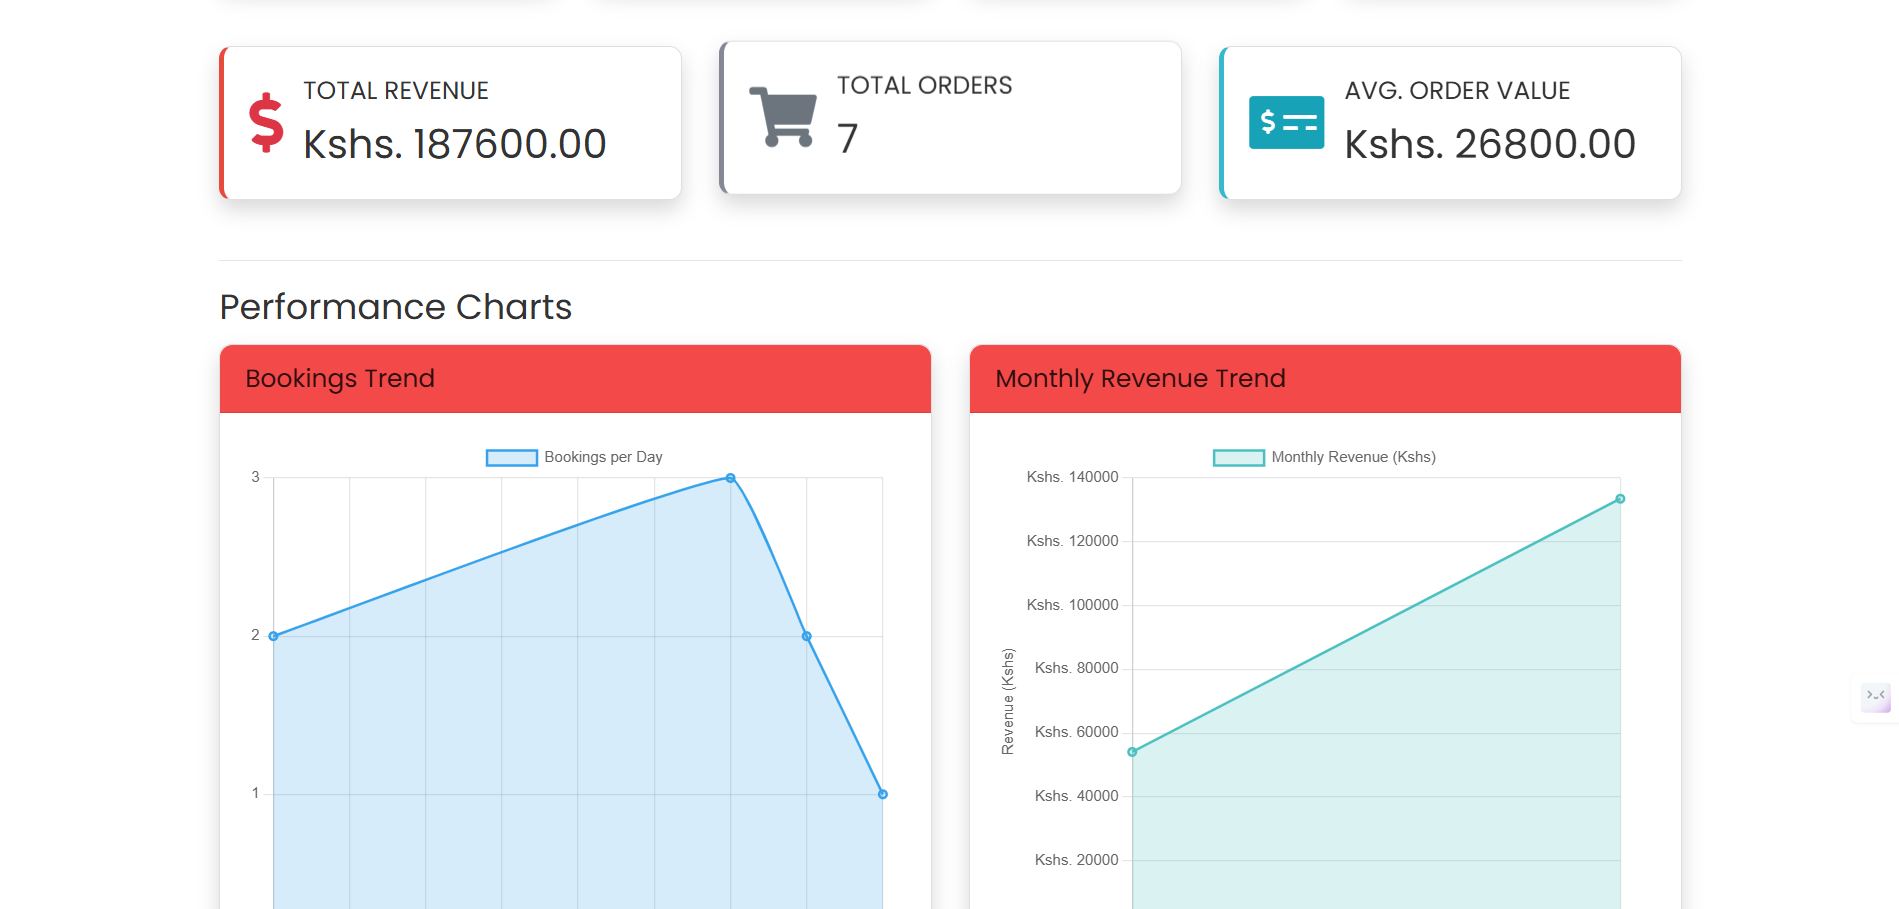 TOTAL REVENUE
Kshs. 187600.00
TOTAL ORDERS
7
AVG. ORDER VALUE
Kshs. 26800.00
Performance Charts
Bookings Trend
Bookings per Day
3
2
1
Monthly Revenue Trend
Monthly Revenue (Kshs)
Kshs. 140000
Kshs. 120000
Kshs. 100000
Kshs. 80000
Kshs. 60000
Kshs. 40000
Kshs. 20000
Revenue (Kshs)